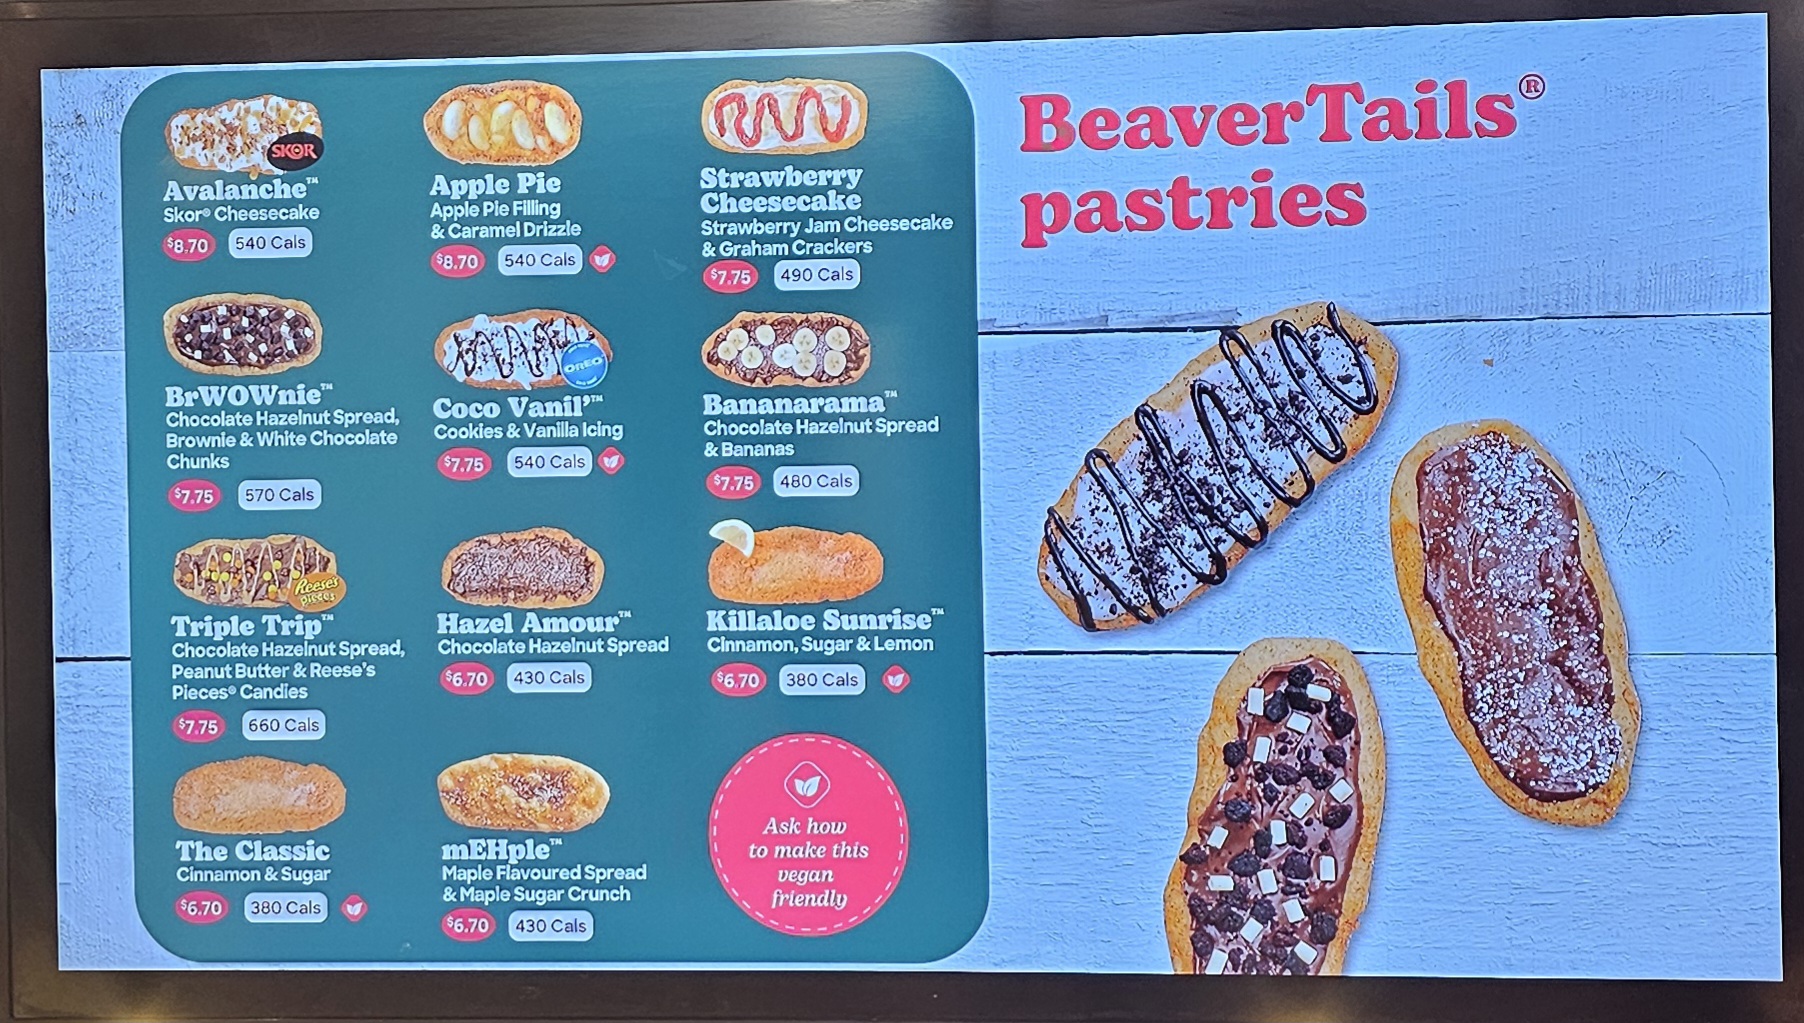 BeaverTails®
pastries
SKOR
Avalanche™
Skor® Cheesecake
$8.70 540 Cals
Apple Pie
Apple Pie Filling
& Caramel Drizzle
$8.70 540 Cals
Strawberry
Cheesecake
Strawberry Jam Cheesecake
& Graham Crackers
$7.75 490 Cals
BrWOWnie™
Chocolate Hazelnut Spread,
Brownie & White Chocolate
Chunks
$7.75 570 Cals
OREO
Coco Vanil'™
Cookies & Vanilla Icing
$7.75 540 Cals
Bananarama™
Chocolate Hazelnut Spread
& Bananas
$7.75 480 Cals
Reese's
pieces
Triple Trip™
Chocolate Hazelnut Spread,
Peanut Butter & Reese's
Pieces® Candies
$7.75 660 Cals
Hazel Amour™
Chocolate Hazelnut Spread
$6.70 430 Cals
Killaloe Sunrise™
Cinnamon, Sugar & Lemon
$6.70 380 Cals
The Classic
Cinnamon & Sugar
$6.70 380 Cals
mEHple™
Maple Flavoured Spread
& Maple Sugar Crunch
$6.70 430 Cals
Ask how
to make this
vegan
friendly